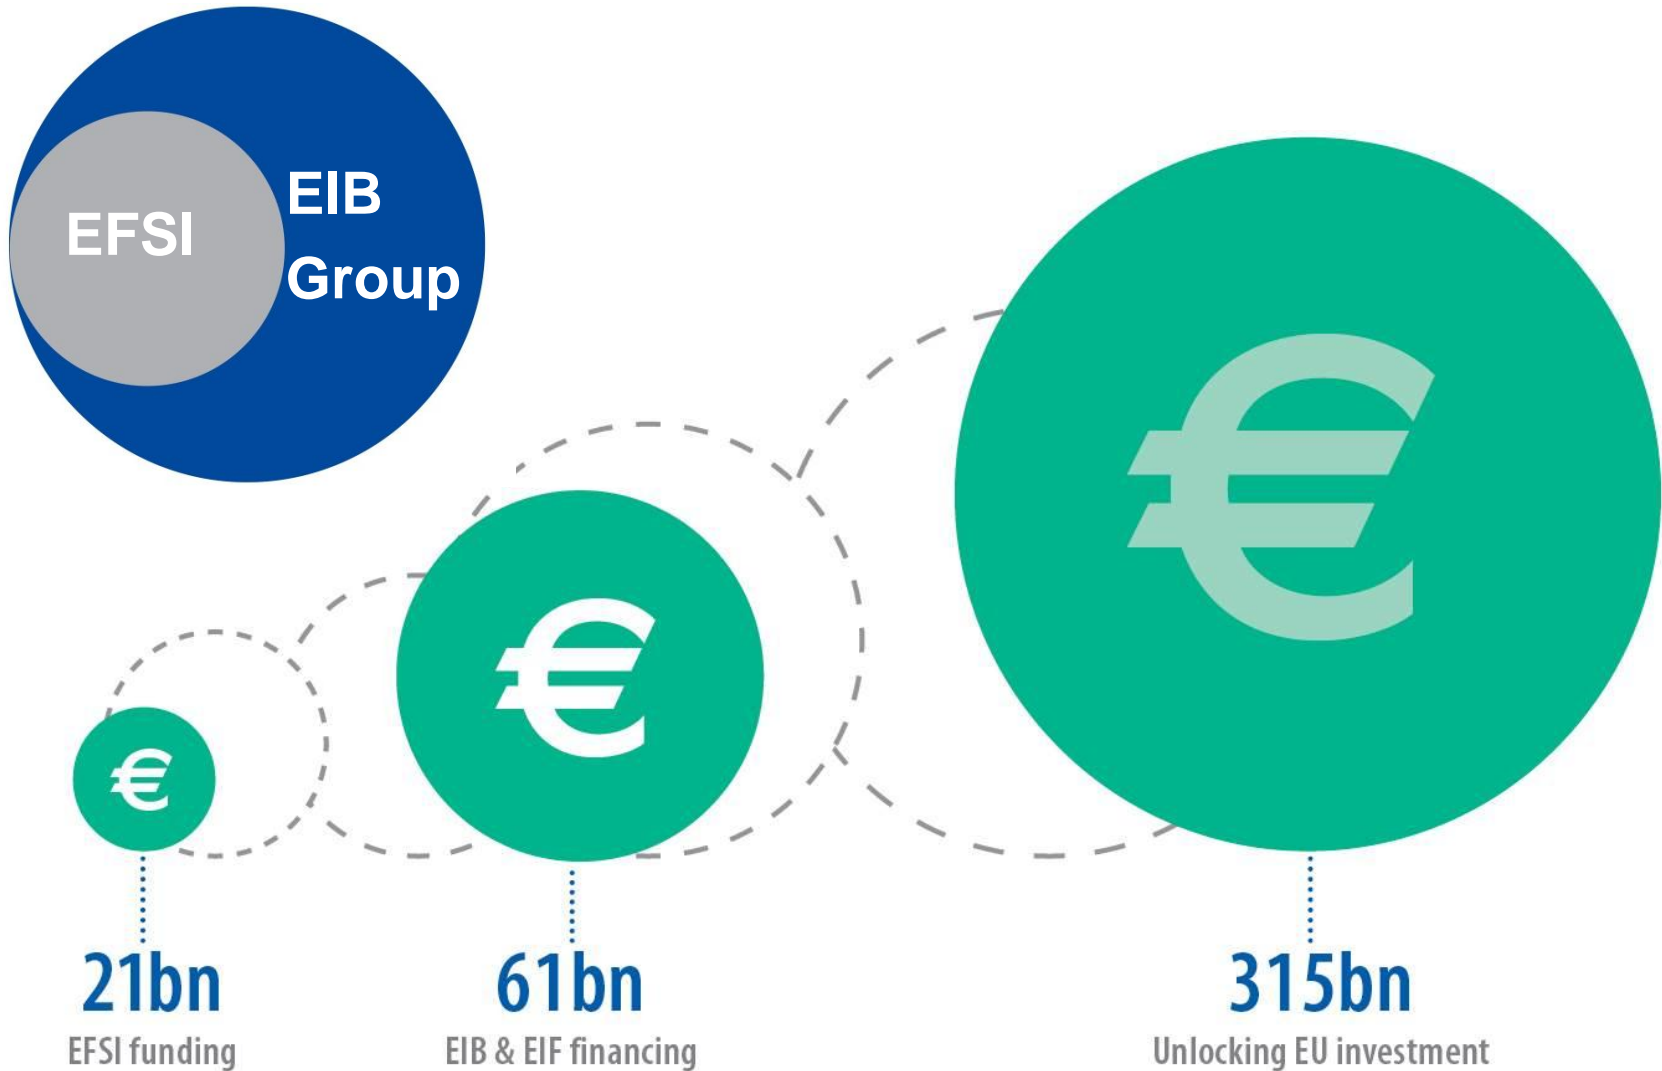 EFSI
EIB
Group
€
€
€
21bn
EFSI funding
61bn
EIB & EIF financing
315bn
Unlocking EU investment